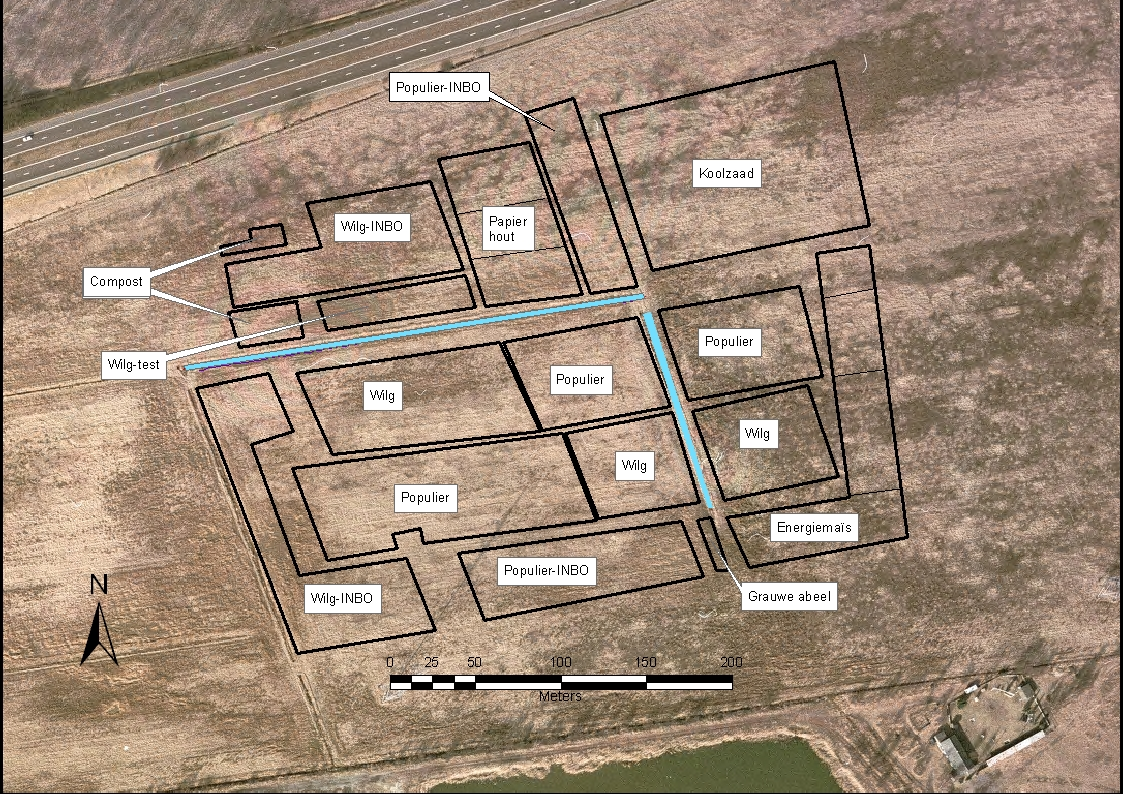 Populier-INBO
Koolzaad
Wilg-INBO
Papier
hout
Compost
Wilg-test
Populier
Populier
Wilg
Wilg
Wilg
Populier
Energiemaïs
Populier-INBO
Wilg-INBO
Grauwe abeel
N
0 25 50 100 150 200
Meters